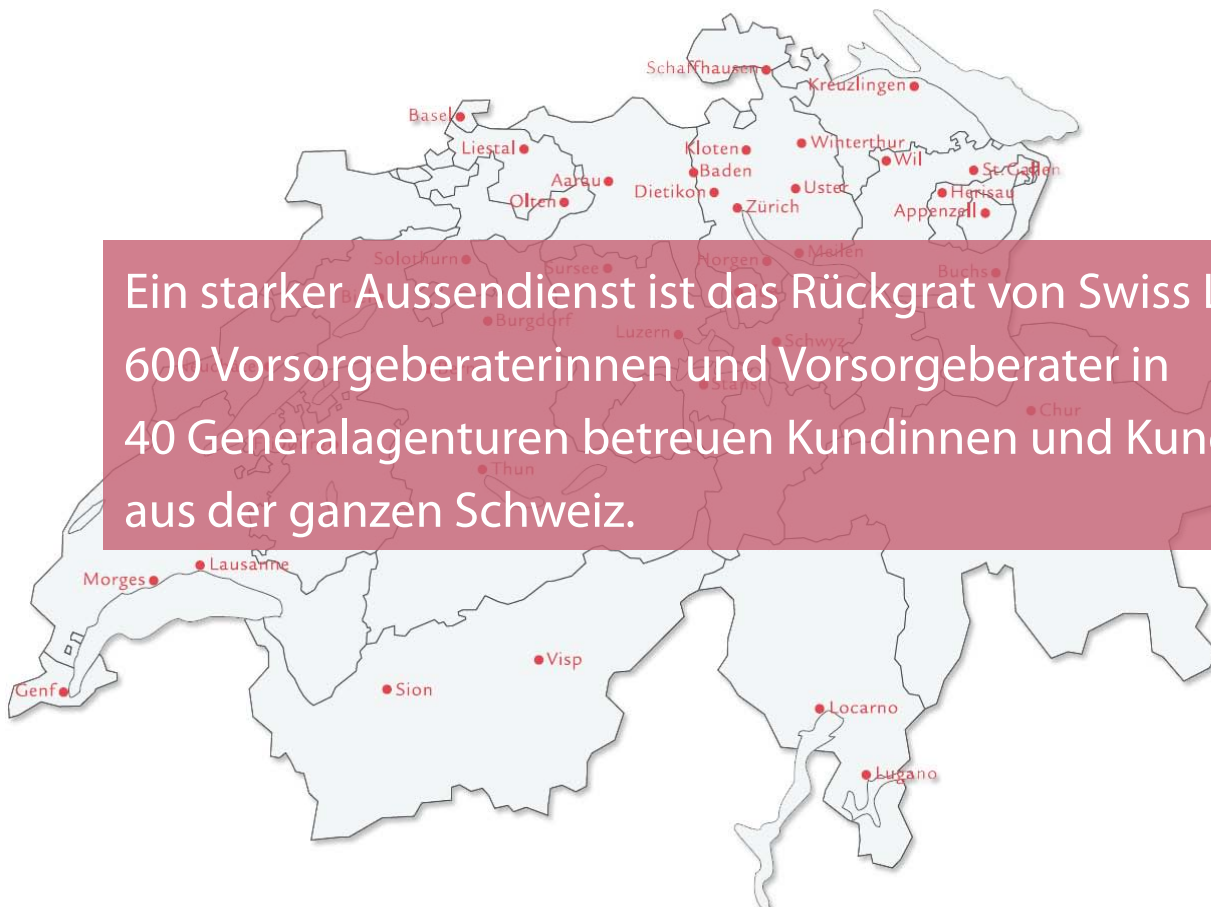 Schaffhausen
Kreuzlingen
Basel
Liestal
Kloten
Winterthur
Wil
Baden
St.Gallen
Aarau
Dietikon
Uster
Herisau
Olten
Zürich
Appenzell
Solothurn
Sursee
Horgen
Meilen
Buchs
Ein starker Aussendienst ist das Rückgrat von Swiss L
Burgdorf
Luzern
Schwyz
600 Vorsorgeberaterinnen und Vorsorgeberater in
Stans
Chur
40 Generalagenturen betreuen Kundinnen und Kund
Thun
aus der ganzen Schweiz.
Lausanne
Morges
Visp
Genf
Sion
Locarno
Lugano